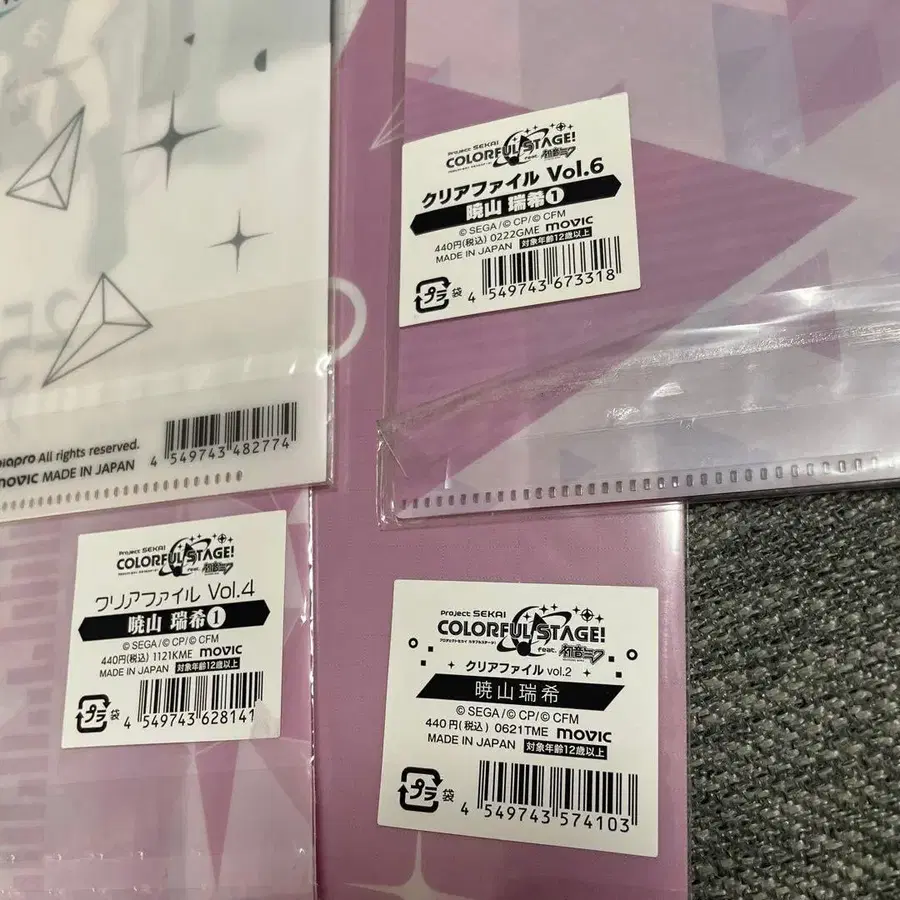 Project SEKAI
COLORFUL STAGE!
feat. 初音ミク
クリアファイル Vol.6
暁山 瑞希①
© SEGA/© CP/© CFM
440円(税込) 0222GME movic
MADE IN JAPAN 対象年齢12歳以上
プラ 袋
4 549743 673318
25
piapro All rights reserved.
movic MADE IN JAPAN
4 549743 482774
Project SEKAI
COLORFUL STAGE!
feat. 初音ミク
クリアファイル Vol.4
暁山 瑞希①
© SEGA/© CP/© CFM
440円(税込) 1121KME movic
MADE IN JAPAN 対象年齢12歳以上
プラ 袋
4 549743 628141
Project SEKAI
COLORFUL STAGE!
プロジェクトセカイ カラフルステージ!
feat. 初音ミク
クリアファイル vol.2
暁山瑞希
© SEGA/© CP/© CFM
440円(税込) 0621TME movic
MADE IN JAPAN 対象年齢12歳以上
プラ 袋
4 549743 574103